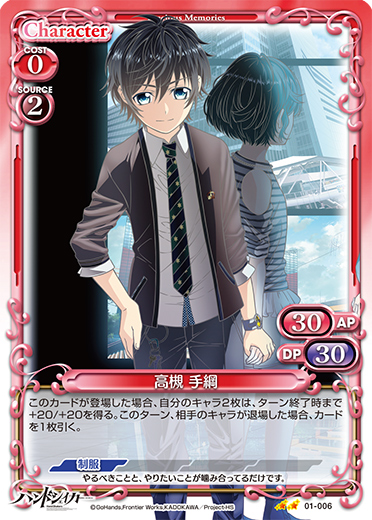 Precious Memories
Character
COST
0
SOURCE
2
30 AP
DP 30
高槻 手綱
このカードが登場した場合、自分のキャラ2枚は、ターン終了時まで
+20/+20を得る。このターン、相手のキャラが退場した場合、カード
を1枚引く。
制服
やるべきことと、やりたいことが噛み合ってるだけです。
ハンドシェイカー
©GoHands,Frontier Works,KADOKAWA/Project-HS
01-006